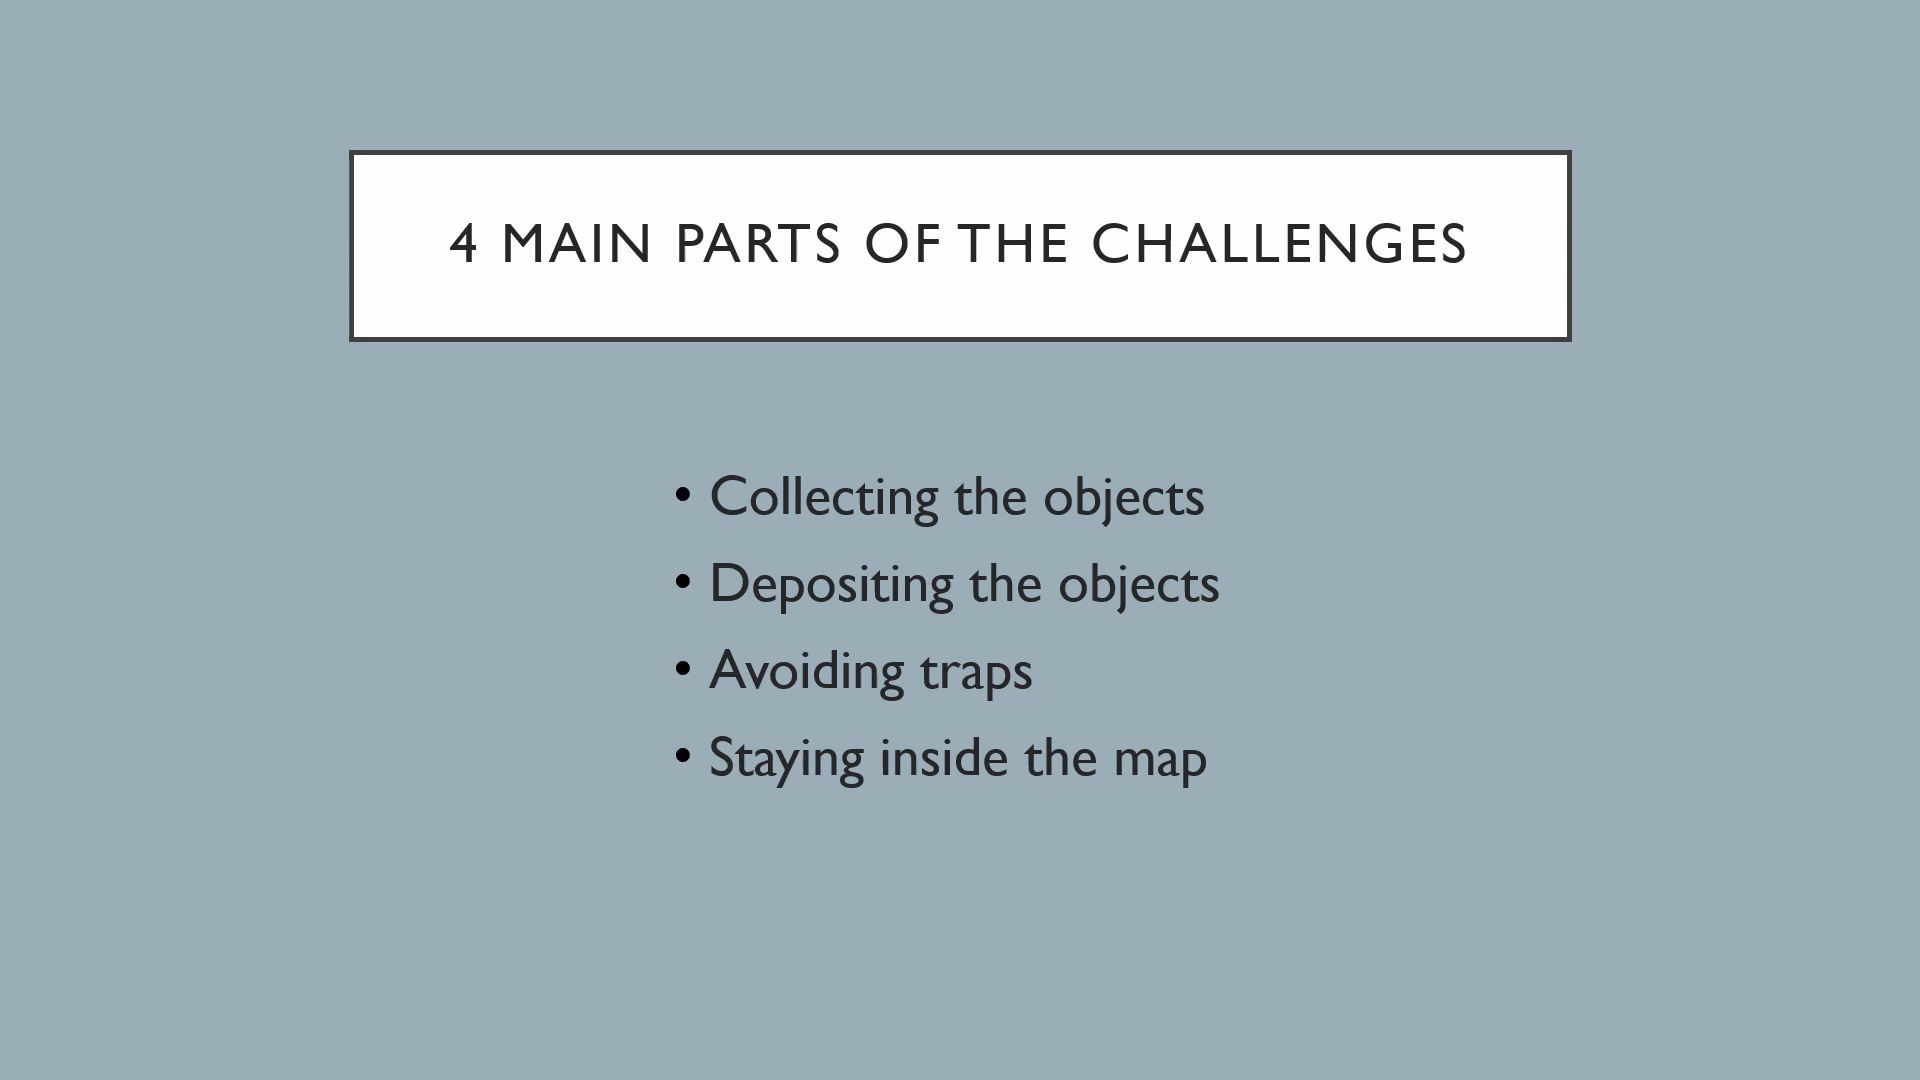 4 MAIN PARTS OF THE CHALLENGES
• Collecting the objects
• Depositing the objects
• Avoiding traps
• Staying inside the map